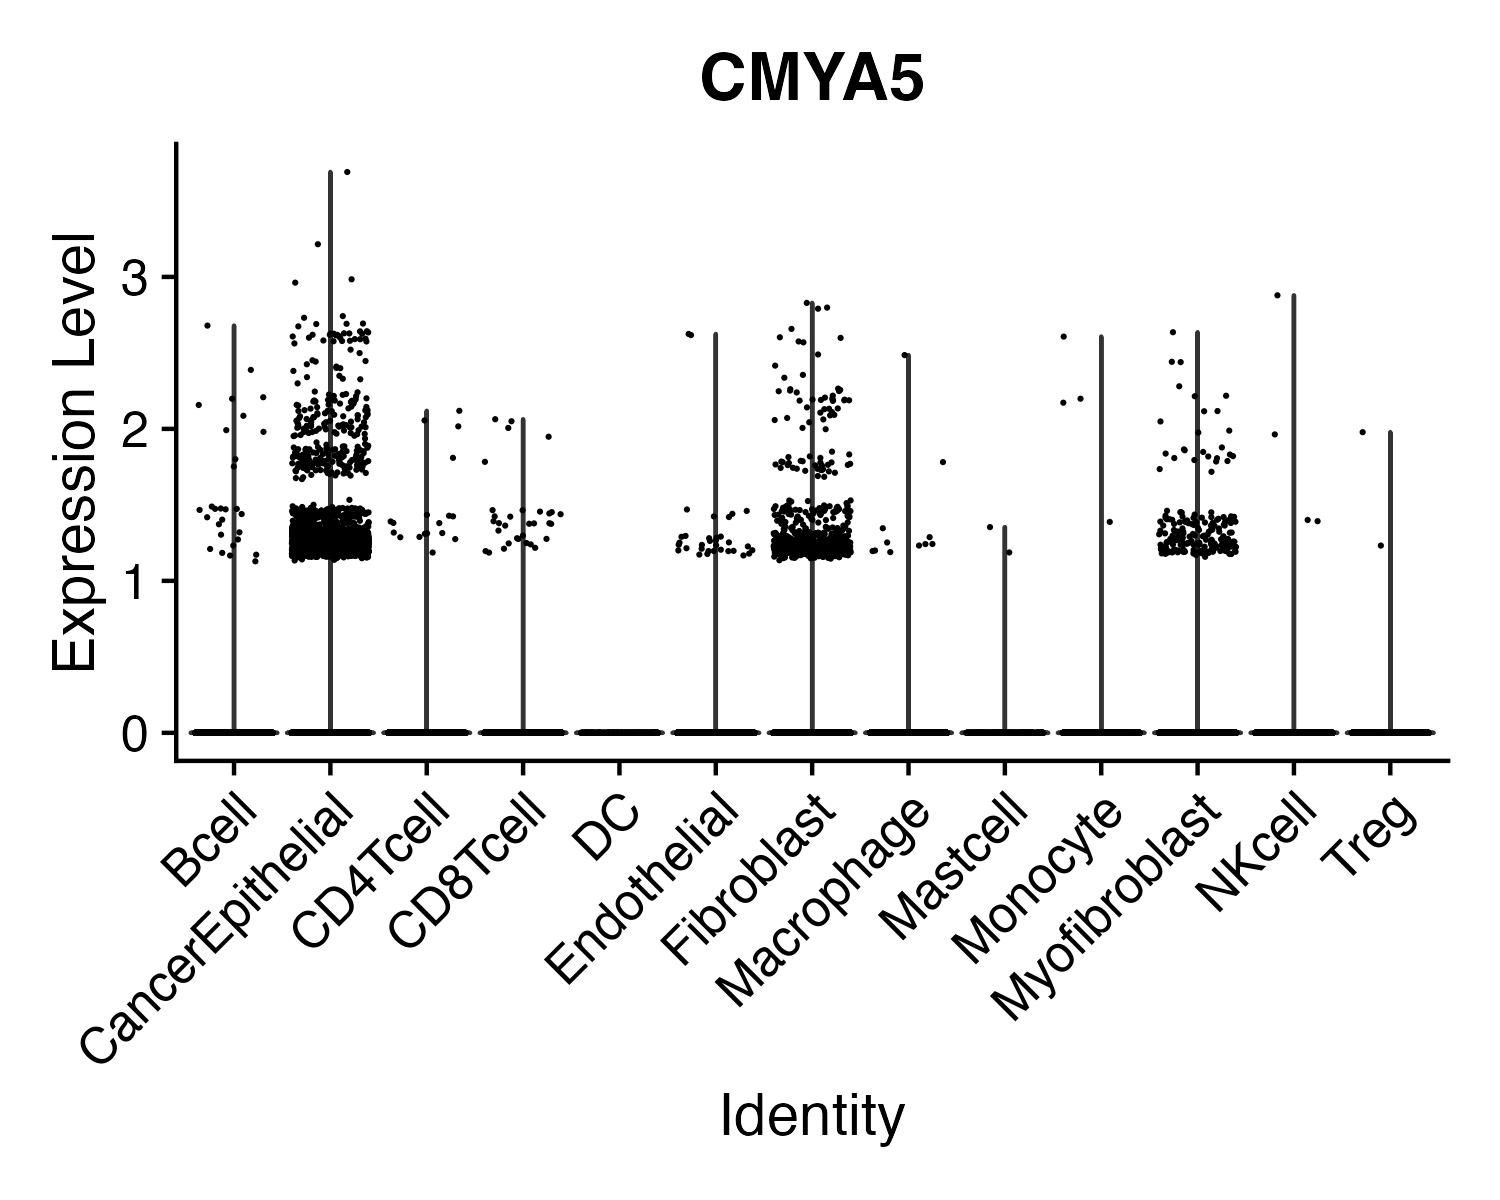 CMYA5
Expression Level
3
2
1
0
Bcell
CancerEpithelial
CD4Tcell
CD8Tcell
DC
Endothelial
Fibroblast
Macrophage
Mastcell
Monocyte
Myofibroblast
NKcell
Treg
Identity